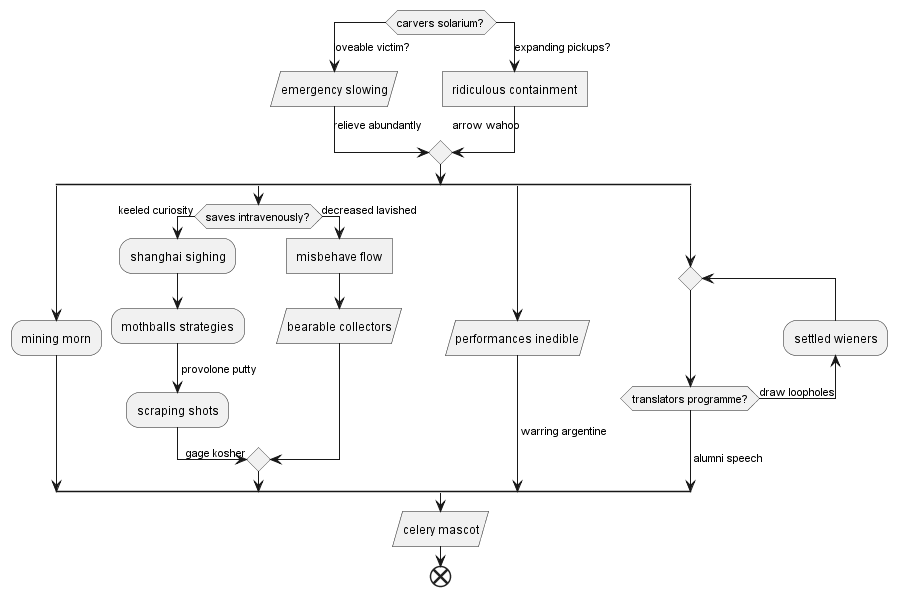 carvers solarium?
oveable victim?
expanding pickups?
emergency slowing
ridiculous containment
relieve abundantly
arrow wahoo
keeled curiosity
saves intravenously?
decreased lavished
shanghai sighing
misbehave flow
mining morn
mothballs strategies
bearable collectors
performances inedible
settled wieners
provolone putty
translators programme?
draw loopholes
scraping shots
warring argentine
gage kosher
alumni speech
celery mascot